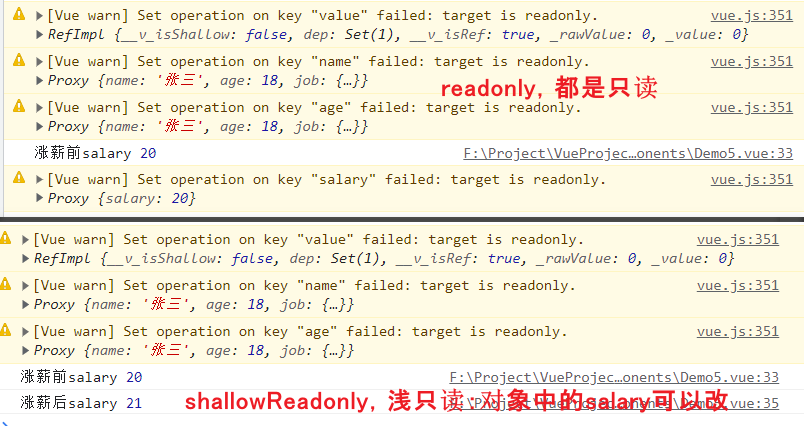 [Vue warn] Set operation on key "value" failed: target is readonly. vue.js:351
RefImpl {__v_isShallow: false, dep: Set(1), __v_isRef: true, _rawValue: 0, _value: 0}
[Vue warn] Set operation on key "name" failed: target is readonly. vue.js:351
Proxy {name: '张三', age: 18, job: {…}}
readonly, 都是只读
[Vue warn] Set operation on key "age" failed: target is readonly. vue.js:351
Proxy {name: '张三', age: 18, job: {…}}
涨薪前salary 20 F:\Project\VueProjec…onents\Demo5.vue:33
[Vue warn] Set operation on key "salary" failed: target is readonly. vue.js:351
Proxy {salary: 20}
[Vue warn] Set operation on key "value" failed: target is readonly. vue.js:351
RefImpl {__v_isShallow: false, dep: Set(1), __v_isRef: true, _rawValue: 0, _value: 0}
[Vue warn] Set operation on key "name" failed: target is readonly. vue.js:351
Proxy {name: '张三', age: 18, job: {…}}
[Vue warn] Set operation on key "age" failed: target is readonly. vue.js:351
Proxy {name: '张三', age: 18, job: {…}}
涨薪前salary 20 F:\Project\VueProjec…onents\Demo5.vue:33
涨薪后salary 21 F:\Project\VueProjec…onents\Demo5.vue:35
shallowReadonly, 浅只读:对象中的salary可以改